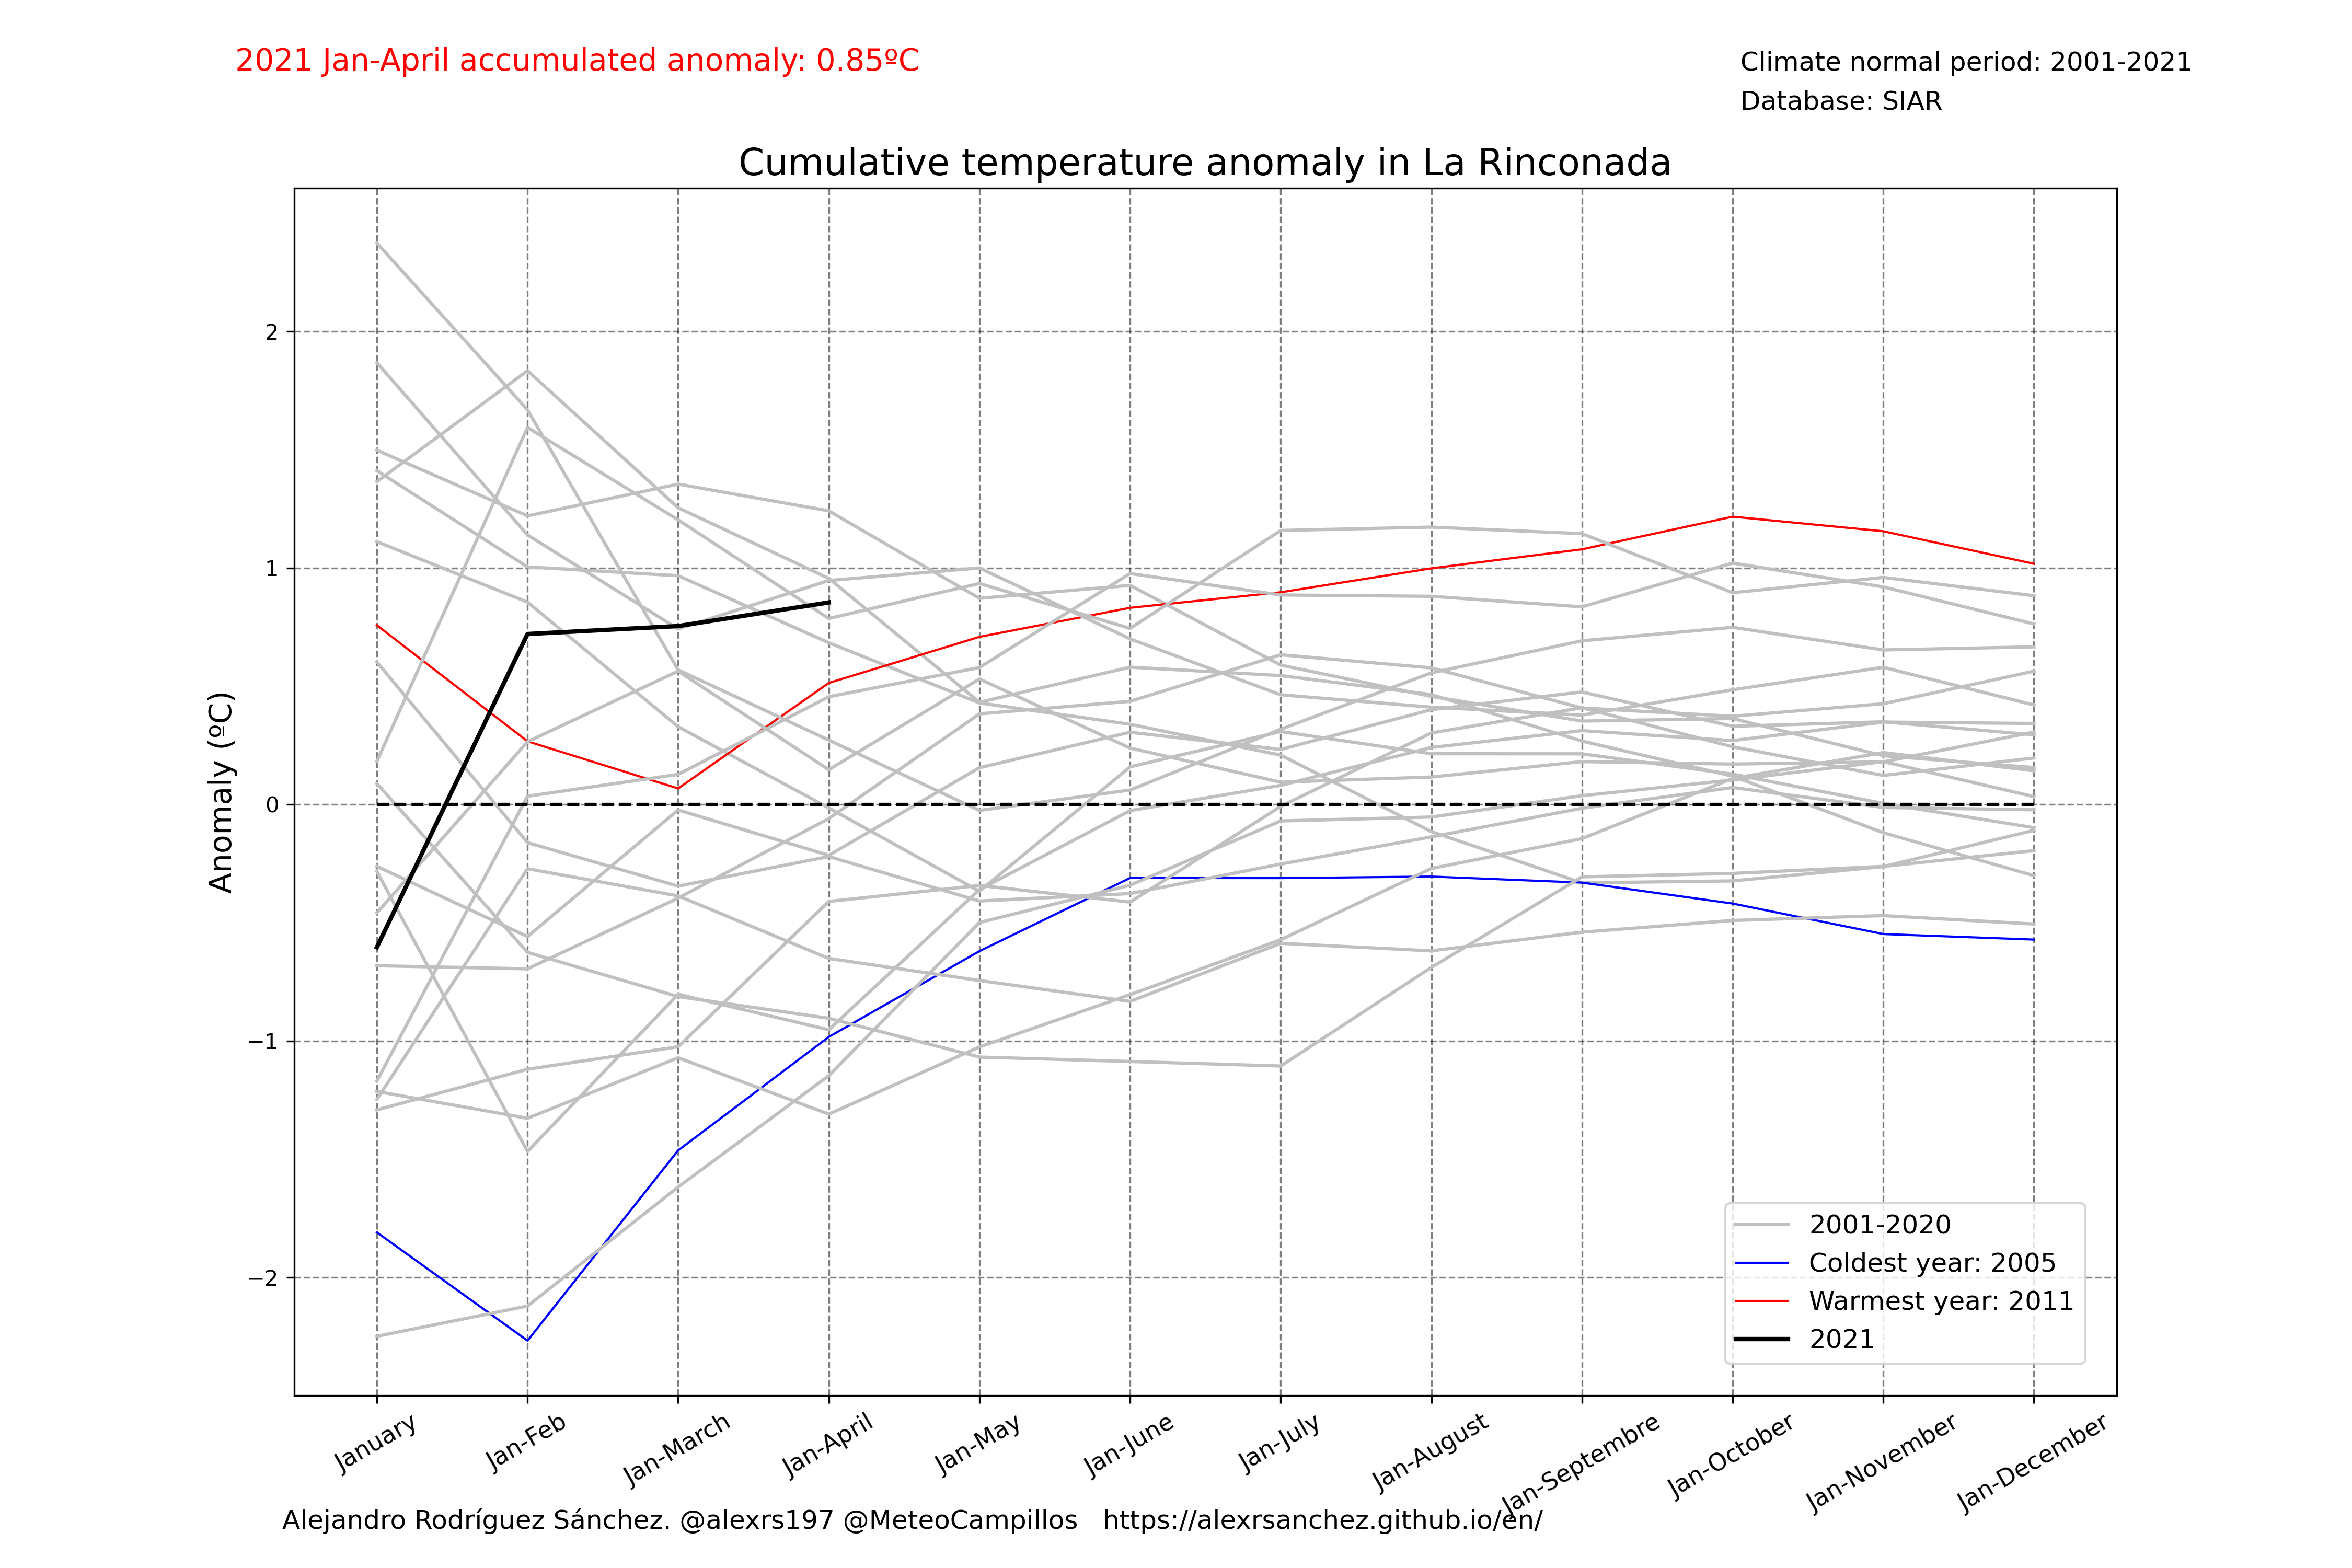 2021 Jan-April accumulated anomaly: 0.85ºC
Climate normal period: 2001-2021
Database: SIAR
Cumulative temperature anomaly in La Rinconada
Anomaly (ºC)
2
1
0
−1
−2
January
Jan-Feb
Jan-March
Jan-April
Jan-May
Jan-June
Jan-July
Jan-August
Jan-Septembre
Jan-October
Jan-November
Jan-December
2001-2020
Coldest year: 2005
Warmest year: 2011
2021
Alejandro Rodríguez Sánchez. @alexrs197 @MeteoCampillos   https://alexrsanchez.github.io/en/